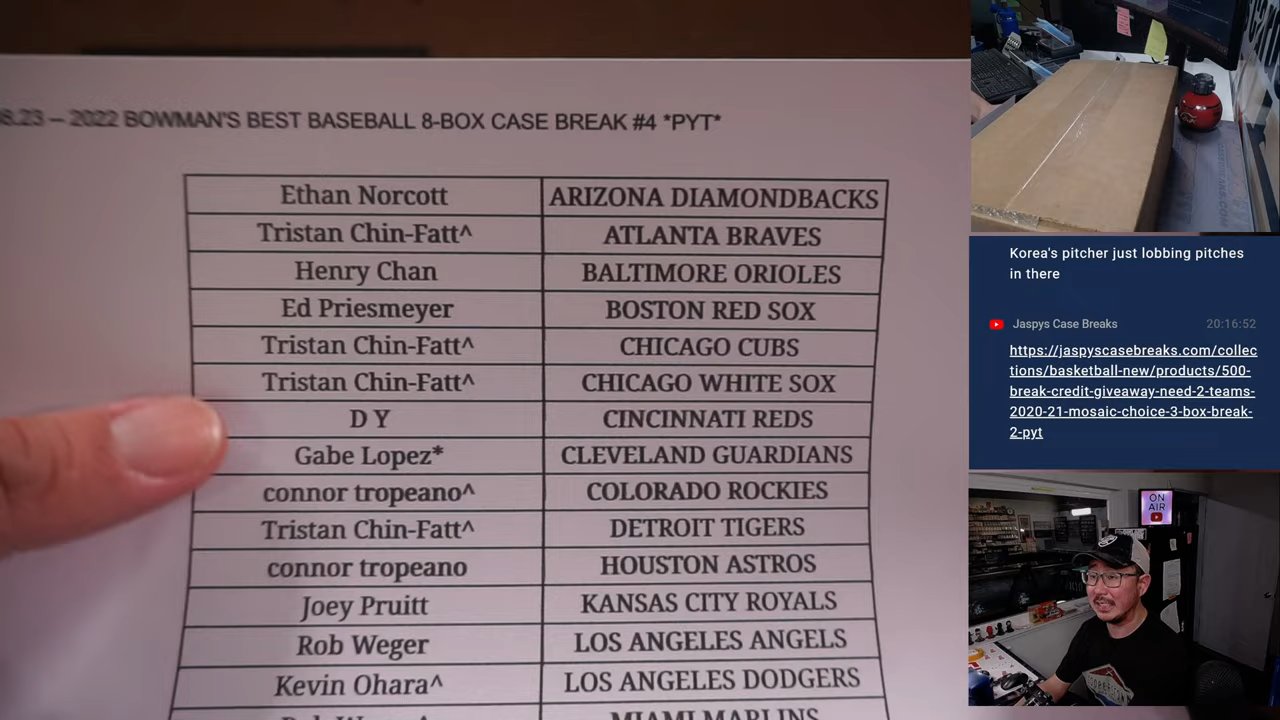 8.23 – 2022 BOWMAN'S BEST BASEBALL 8-BOX CASE BREAK #4 *PYT*
Ethan Norcott ARIZONA DIAMONDBACKS
Tristan Chin-Fatt^ ATLANTA BRAVES
Henry Chan BALTIMORE ORIOLES
Ed Priesmeyer BOSTON RED SOX
Tristan Chin-Fatt^ CHICAGO CUBS
Tristan Chin-Fatt^ CHICAGO WHITE SOX
D Y CINCINNATI REDS
Gabe Lopez* CLEVELAND GUARDIANS
connor tropeano^ COLORADO ROCKIES
Tristan Chin-Fatt^ DETROIT TIGERS
connor tropeano HOUSTON ASTROS
Joey Pruitt KANSAS CITY ROYALS
Rob Weger LOS ANGELES ANGELS
Kevin Ohara^ LOS ANGELES DODGERS
MIAMI MARLINS
Korea's pitcher just lobbing pitches
in there
Jaspys Case Breaks 20:16:52
https://jaspyscasebreaks.com/collec
tions/basketball-new/products/500-
break-credit-giveaway-need-2-teams-
2020-21-mosaic-choice-3-box-break-
2-pyt
ON
AIR